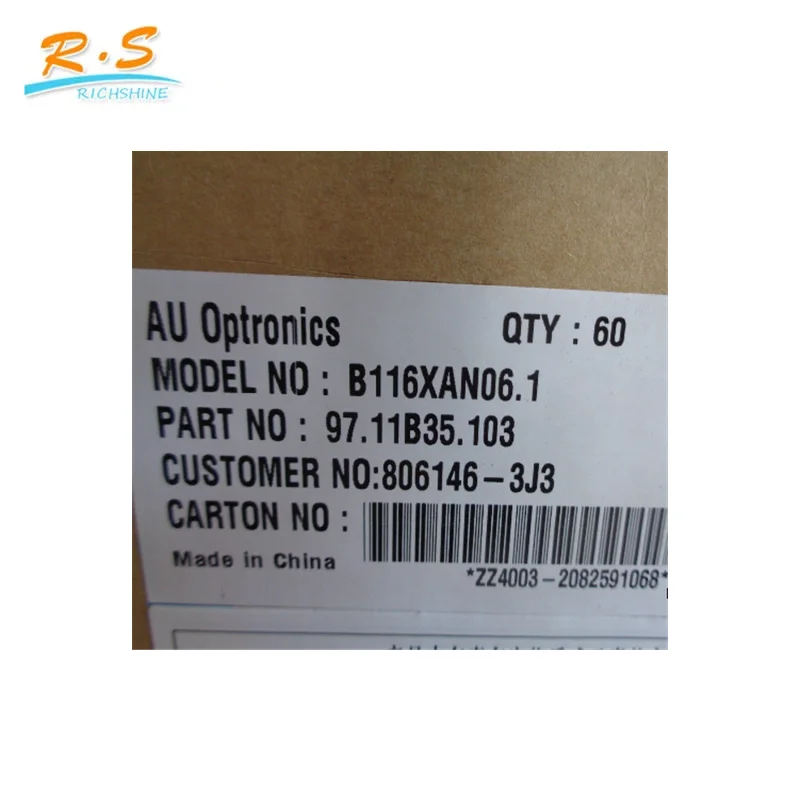 R.S
RICHSHINE
AU Optronics QTY : 60
MODEL NO : B116XAN06.1
PART NO : 97.11B35.103
CUSTOMER NO:806146-3J3
CARTON NO :
Made in China
*ZZ4003-2082591068*